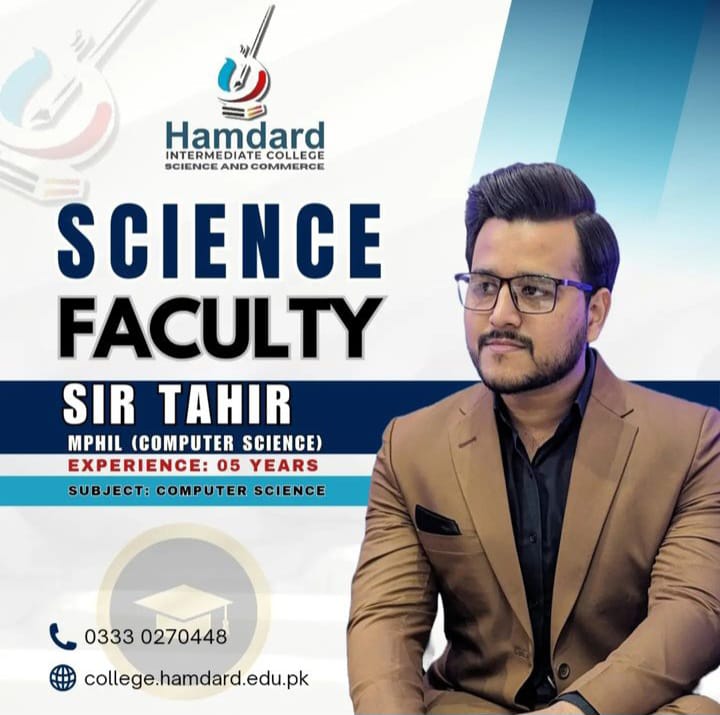 Hamdard
INTERMEDIATE COLLEGE
SCIENCE AND COMMERCE
SCIENCE
FACULTY
SIR TAHIR
MPHIL (COMPUTER SCIENCE)
EXPERIENCE: 05 YEARS
SUBJECT: COMPUTER SCIENCE
0333 0270448
college.hamdard.edu.pk